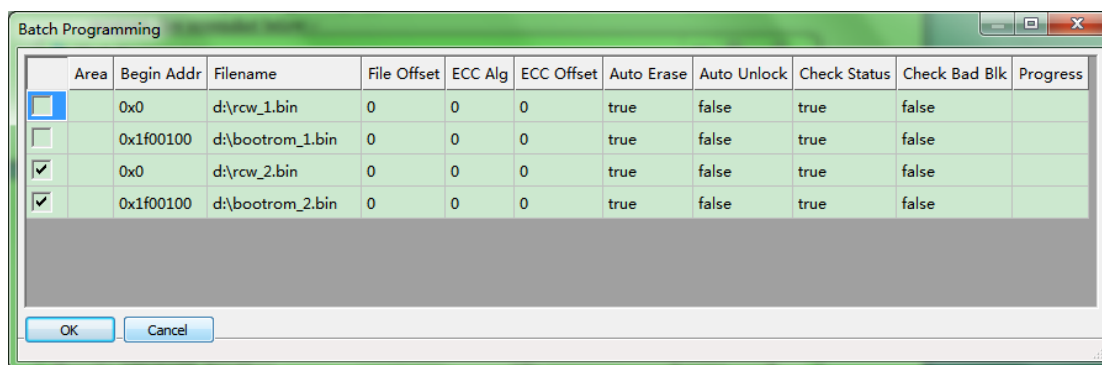 Batch Programming
Area Begin Addr Filename File Offset ECC Alg ECC Offset Auto Erase Auto Unlock Check Status Check Bad Blk Progress
0x0 d:\rcw_1.bin 0 0 0 true false true false
0x1f00100 d:\bootrom_1.bin 0 0 0 true false true false
0x0 d:\rcw_2.bin 0 0 0 true false true false
0x1f00100 d:\bootrom_2.bin 0 0 0 true false true false
OK Cancel